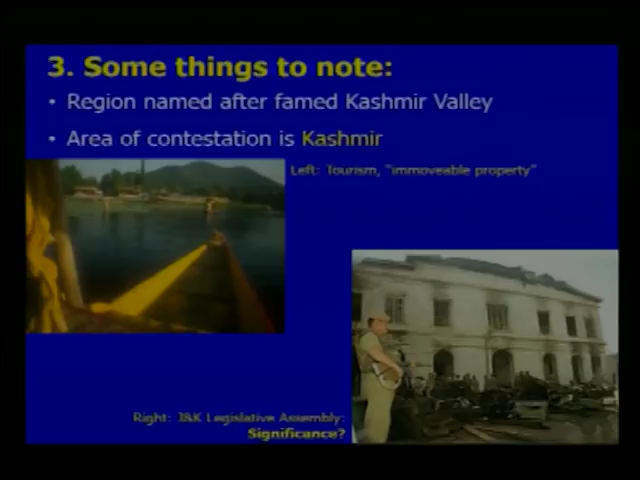 3. Some things to note:
• Region named after famed Kashmir Valley
• Area of contestation is Kashmir
Left: Tourism, "immoveable property"
Right: J&K Legislative Assembly:
Significance?